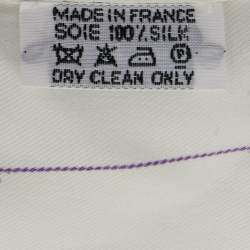 MADE IN FRANCE
SOIE 100% SILK
DRY CLEAN ONLY